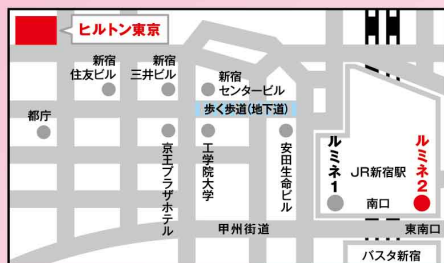 ヒルトン東京
新宿
住友ビル
新宿
三井ビル
新宿
センタービル
歩く歩道(地下道)
都庁
京王プラザホテル
工学院大学
安田生命ビル
ルミネ1
JR新宿駅
ルミネ2
南口
甲州街道
東南口
バスタ新宿